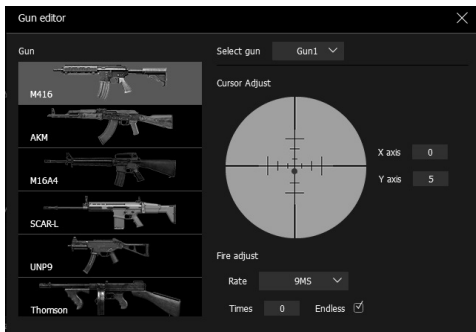 Gun editor
Gun
M416
AKM
M16A4
SCAR-L
UNP9
Thomson
Select gun Gun1
Cursor Adjust
X axis 0
Y axis 5
Fire adjust
Rate 9MS
Times 0 Endless